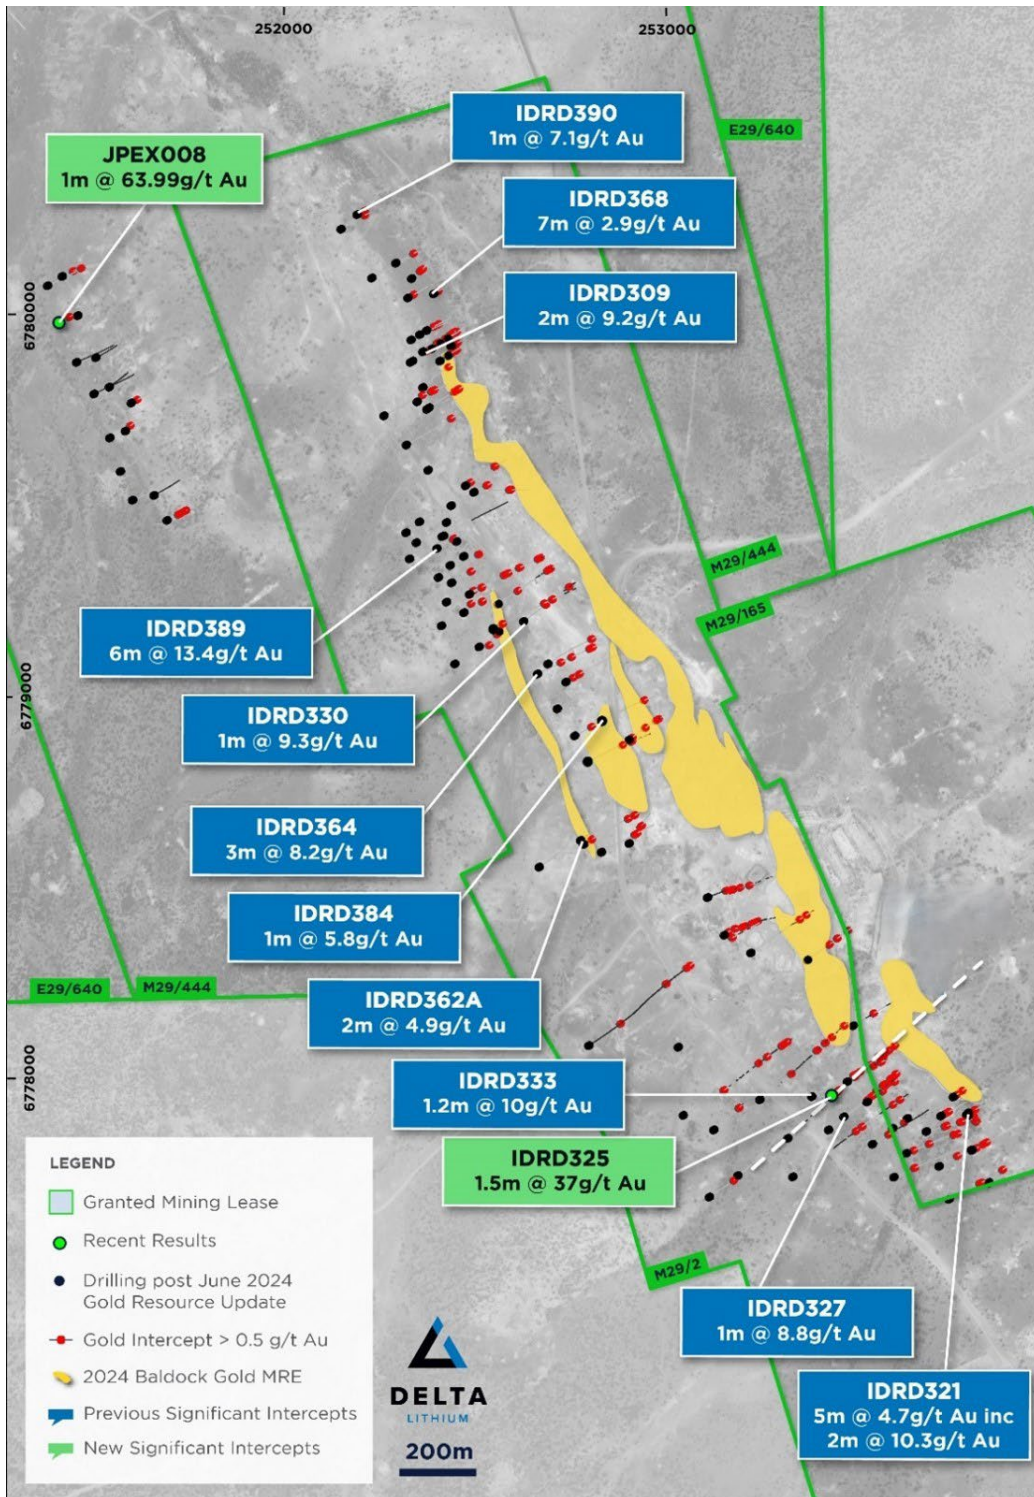 252000
253000
IDRD390
1m @ 7.1g/t Au
E29/640
JPEX008
1m @ 63.99g/t Au
IDRD368
7m @ 2.9g/t Au
IDRD309
2m @ 9.2g/t Au
6780000
M29/444
M29/165
IDRD389
6m @ 13.4g/t Au
6779000
IDRD330
1m @ 9.3g/t Au
IDRD364
3m @ 8.2g/t Au
IDRD384
1m @ 5.8g/t Au
E29/640
M29/444
IDRD362A
2m @ 4.9g/t Au
6778000
IDRD333
1.2m @ 10g/t Au
IDRD325
1.5m @ 37g/t Au
M29/2
IDRD327
1m @ 8.8g/t Au
IDRD321
5m @ 4.7g/t Au inc
2m @ 10.3g/t Au
LEGEND
Granted Mining Lease
Recent Results
Drilling post June 2024
Gold Resource Update
Gold Intercept > 0.5 g/t Au
2024 Baldock Gold MRE
Previous Significant Intercepts
New Significant Intercepts
DELTA
LITHIUM
200m